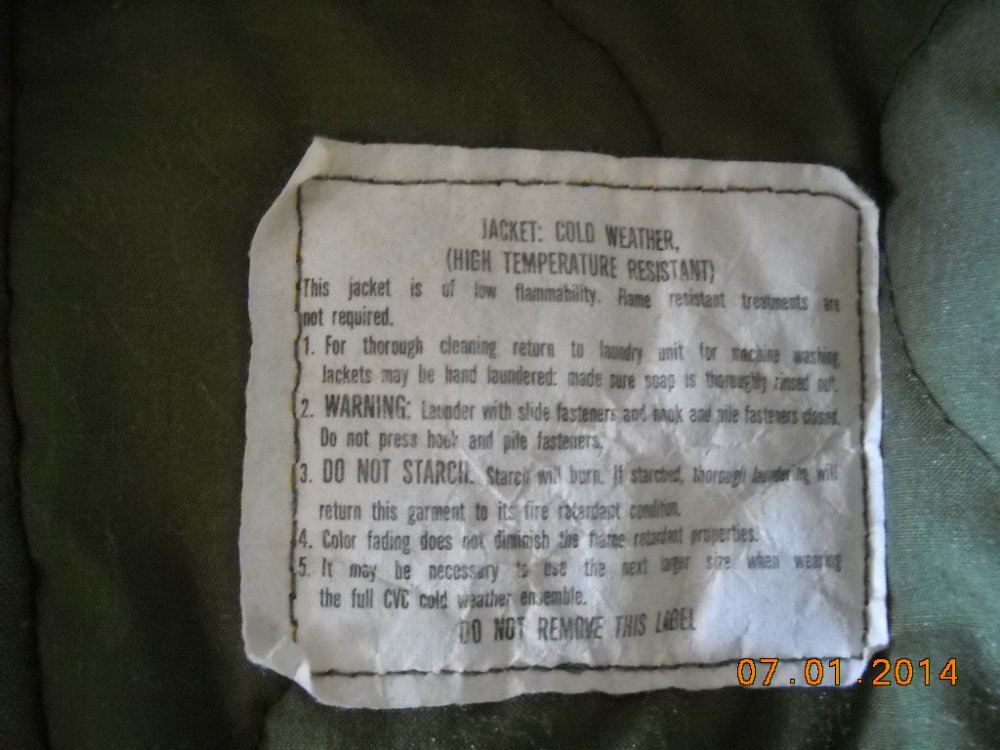 JACKET: COLD WEATHER,
(HIGH TEMPERATURE RESISTANT)
This jacket is of low flammability. Flame resistant treatments are
not required.
1. For thorough cleaning return to laundry unit for machine washing.
Jackets may be hand laundered: made sure soap is thoroughly rinsed out.
2. WARNING: Launder with slide fasteners and hook and pile fasteners closed.
Do not press hook and pile fasteners.
3. DO NOT STARCH. Starch will burn. If starched, thorough laundering will
return this garment to its fire retardant condition.
4. Color fading does not diminish the flame retardant properties.
5. It may be necessary to use the next larger size when wearing
the full CVC cold weather ensemble.
DO NOT REMOVE THIS LABEL
07.01.2014